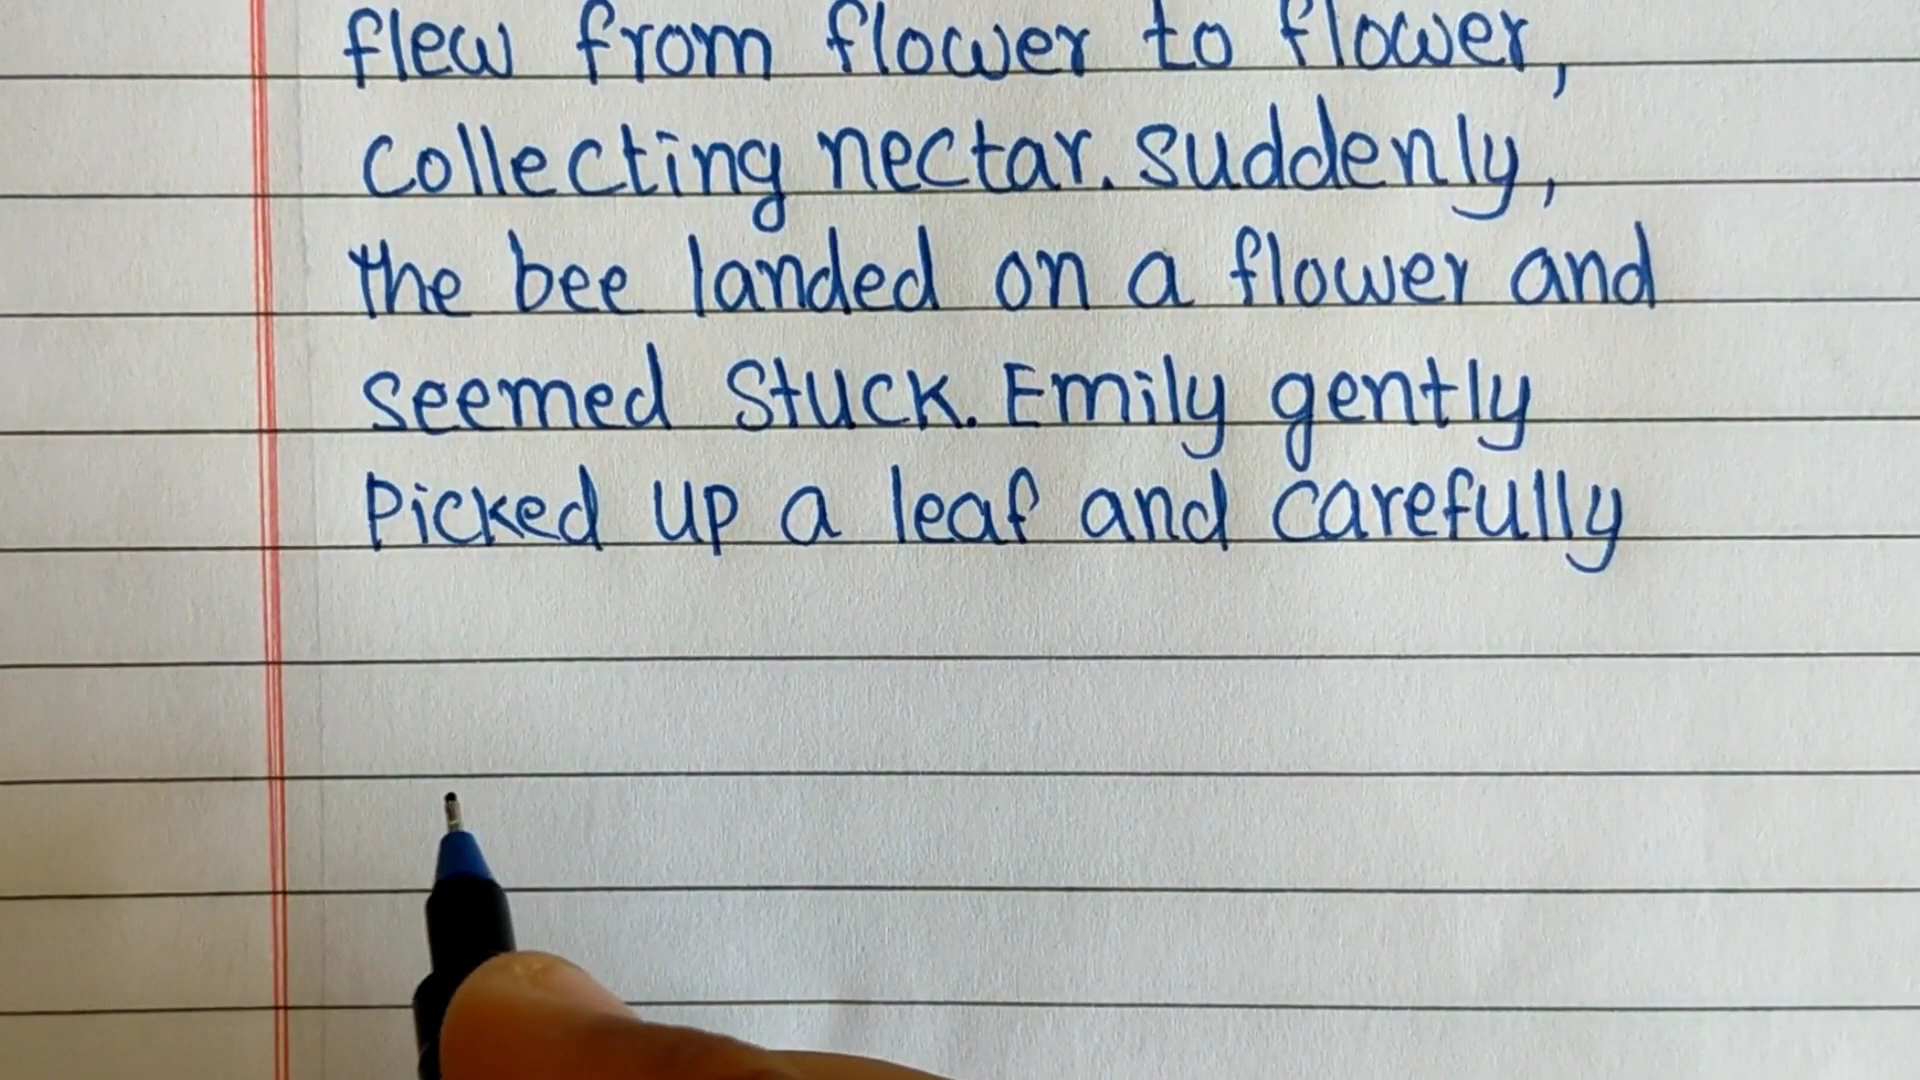 flew from flower to flower,
collecting nectar. suddenly,
the bee landed on a flower and
seemed stuck. Emily gently
Picked up a leaf and carefully